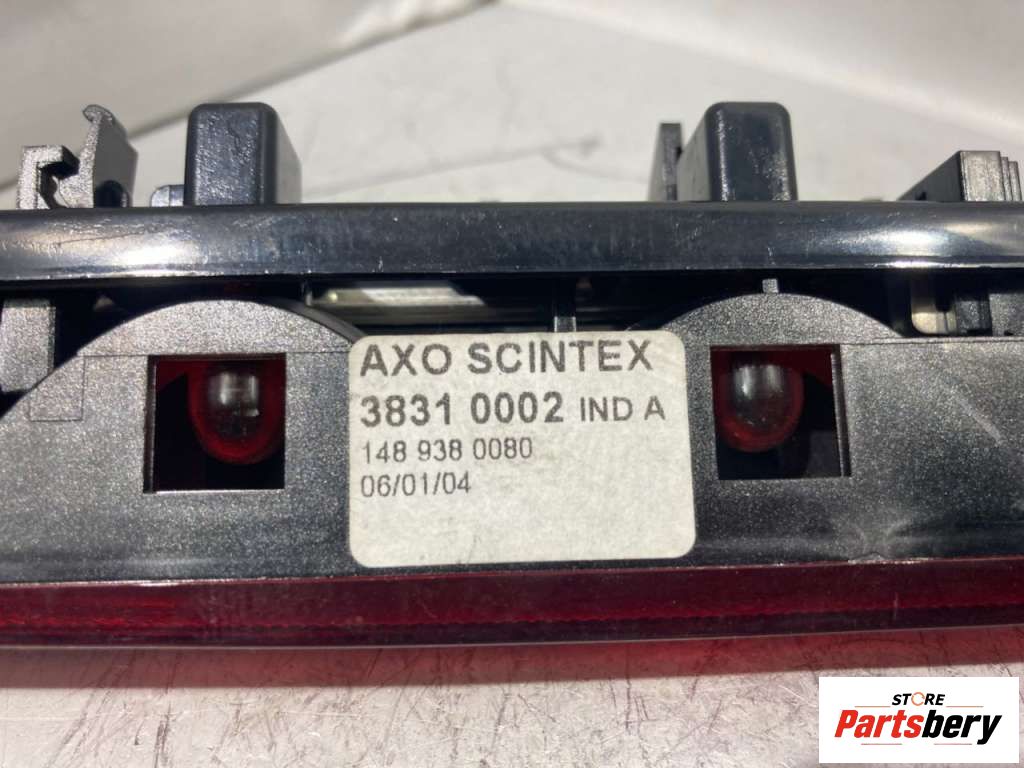 AXO SCINTEX
3831 0002 IND A
148 938 0080
06/01/04
STORE
Partsbery